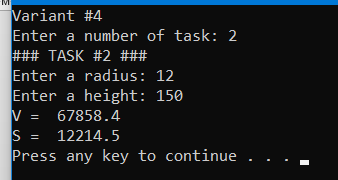 Variant #4
Enter a number of task: 2
### TASK #2 ###
Enter a radius: 12
Enter a height: 150
V =  67858.4
S =  12214.5
Press any key to continue . . .